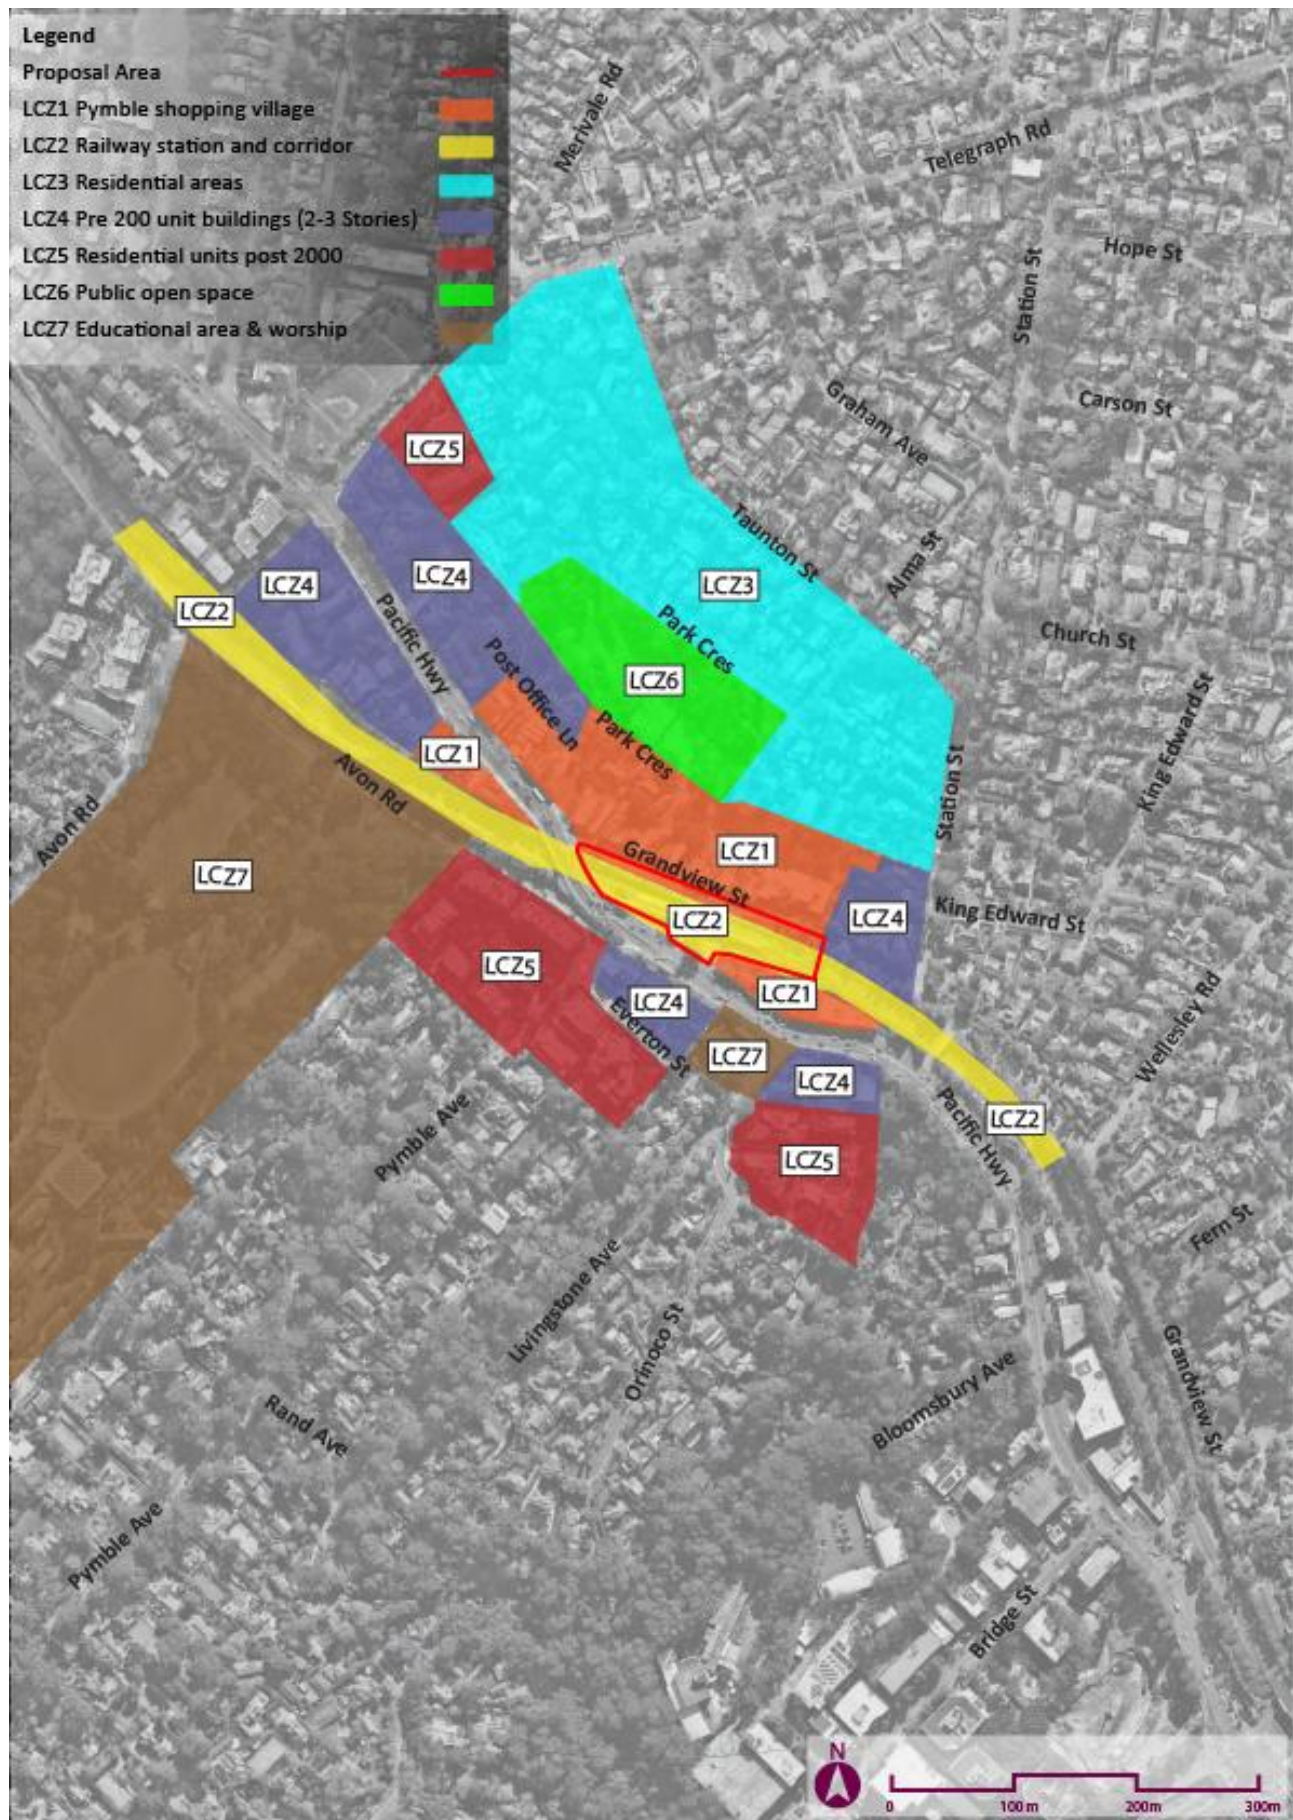 Legend
Proposal Area
LCZ1 Pymble shopping village
LCZ2 Railway station and corridor
LCZ3 Residential areas
LCZ4 Pre 200 unit buildings (2-3 Stories)
LCZ5 Residential units post 2000
LCZ6 Public open space
LCZ7 Educational area & worship
Merivale Rd
Telegraph Rd
Hope St
Station St
Carson St
Graham Ave
LCZ5
Taunton St
Alma St
LCZ4
LCZ4
LCZ3
LCZ2
Pacific Hwy
Park Cres
Church St
LCZ6
Post Office Ln
King Edward St
Park Cres
LCZ1
Avon Rd
Station St
Avon Rd
LCZ7
Grandview St
LCZ1
LCZ2
LCZ4
King Edward St
LCZ5
LCZ4
LCZ1
Everton St
Wellesley Rd
LCZ7
LCZ4
Pymble Ave
Pacific Hwy
LCZ2
LCZ5
Fern St
Livingstone Ave
Orinoco St
Grandview St
Rand Ave
Bloomsbury Ave
Pymble Ave
Bridge St
N
0 100m 200m 300m